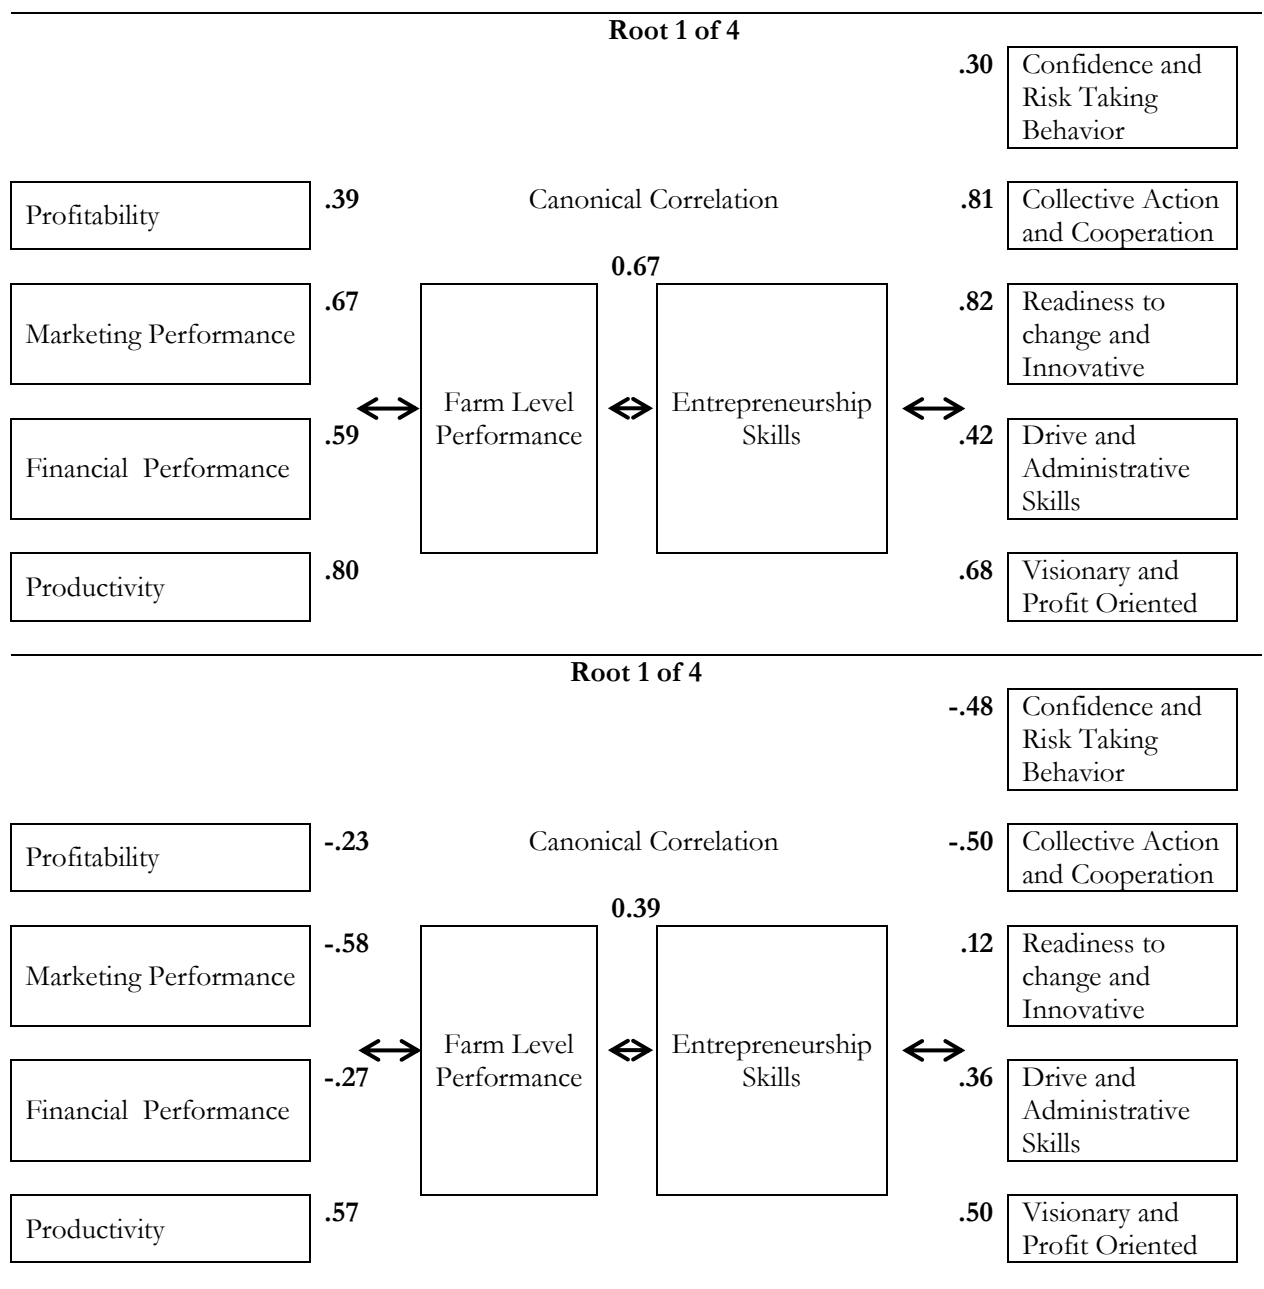 Root 1 of 4
.30
Confidence and
Risk Taking
Behavior
Profitability
.39
Canonical Correlation
.81
Collective Action
and Cooperation
0.67
Marketing Performance
.67
.82
Readiness to
change and
Innovative
Farm Level
Performance
Entrepreneurship
Skills
Financial Performance
.59
.42
Drive and
Administrative
Skills
Productivity
.80
.68
Visionary and
Profit Oriented
Root 1 of 4
-.48
Confidence and
Risk Taking
Behavior
Profitability
-.23
Canonical Correlation
-.50
Collective Action
and Cooperation
0.39
Marketing Performance
-.58
.12
Readiness to
change and
Innovative
Farm Level
Performance
Entrepreneurship
Skills
Financial Performance
-.27
.36
Drive and
Administrative
Skills
Productivity
.57
.50
Visionary and
Profit Oriented